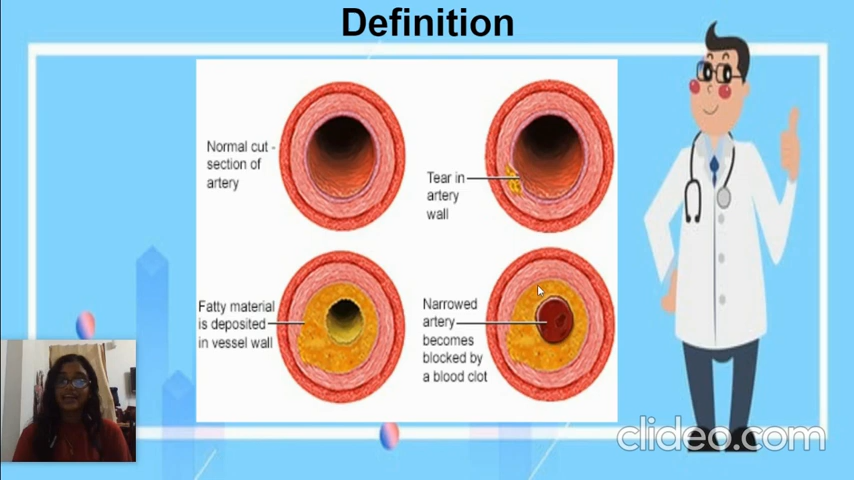 Definition
Normal cut -
section of
artery
Tear in
artery
wall
Fatty material
is deposited
in vessel wall
Narrowed
artery
becomes
blocked by
a blood clot
clideo.com